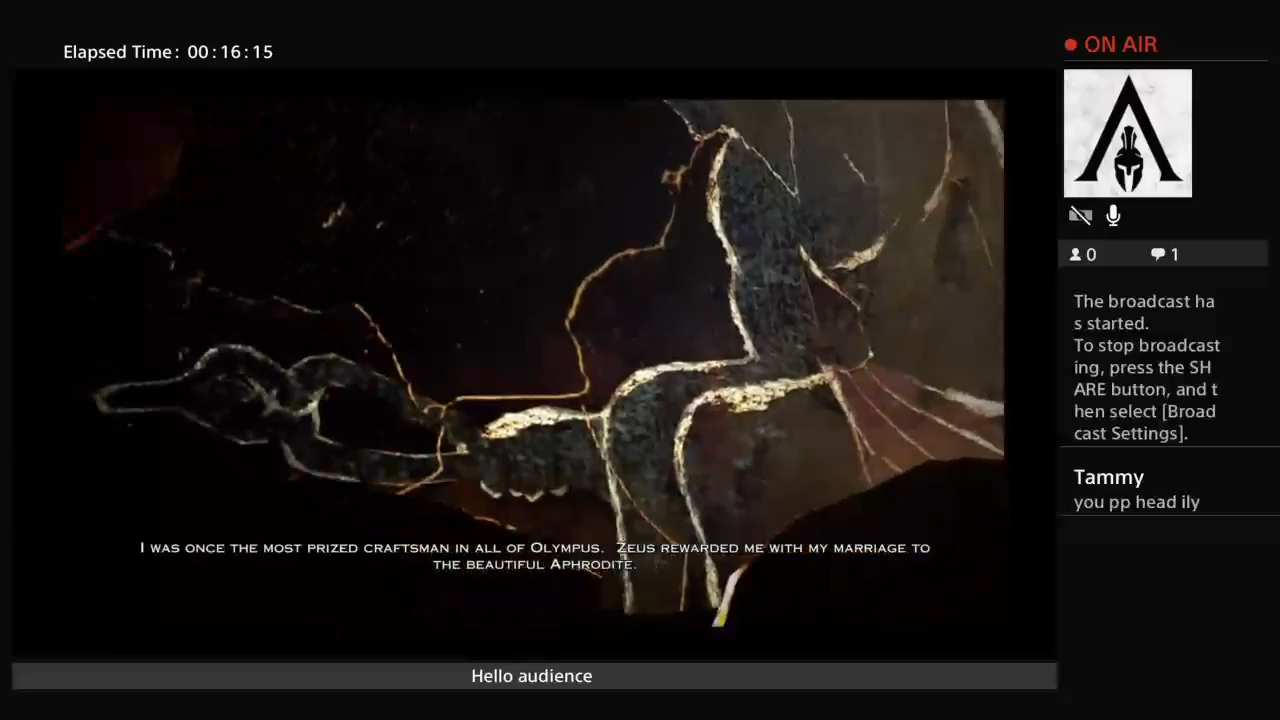 Elapsed Time: 00:16:15
ON AIR
0
1
The broadcast ha
s started.
To stop broadcast
ing, press the SH
ARE button, and t
hen select [Broad
cast Settings].
Tammy
you pp head ily
I WAS ONCE THE MOST PRIZED CRAFTSMAN IN ALL OF OLYMPUS. ZEUS REWARDED ME WITH MY MARRIAGE TO
THE BEAUTIFUL APHRODITE.
Hello audience